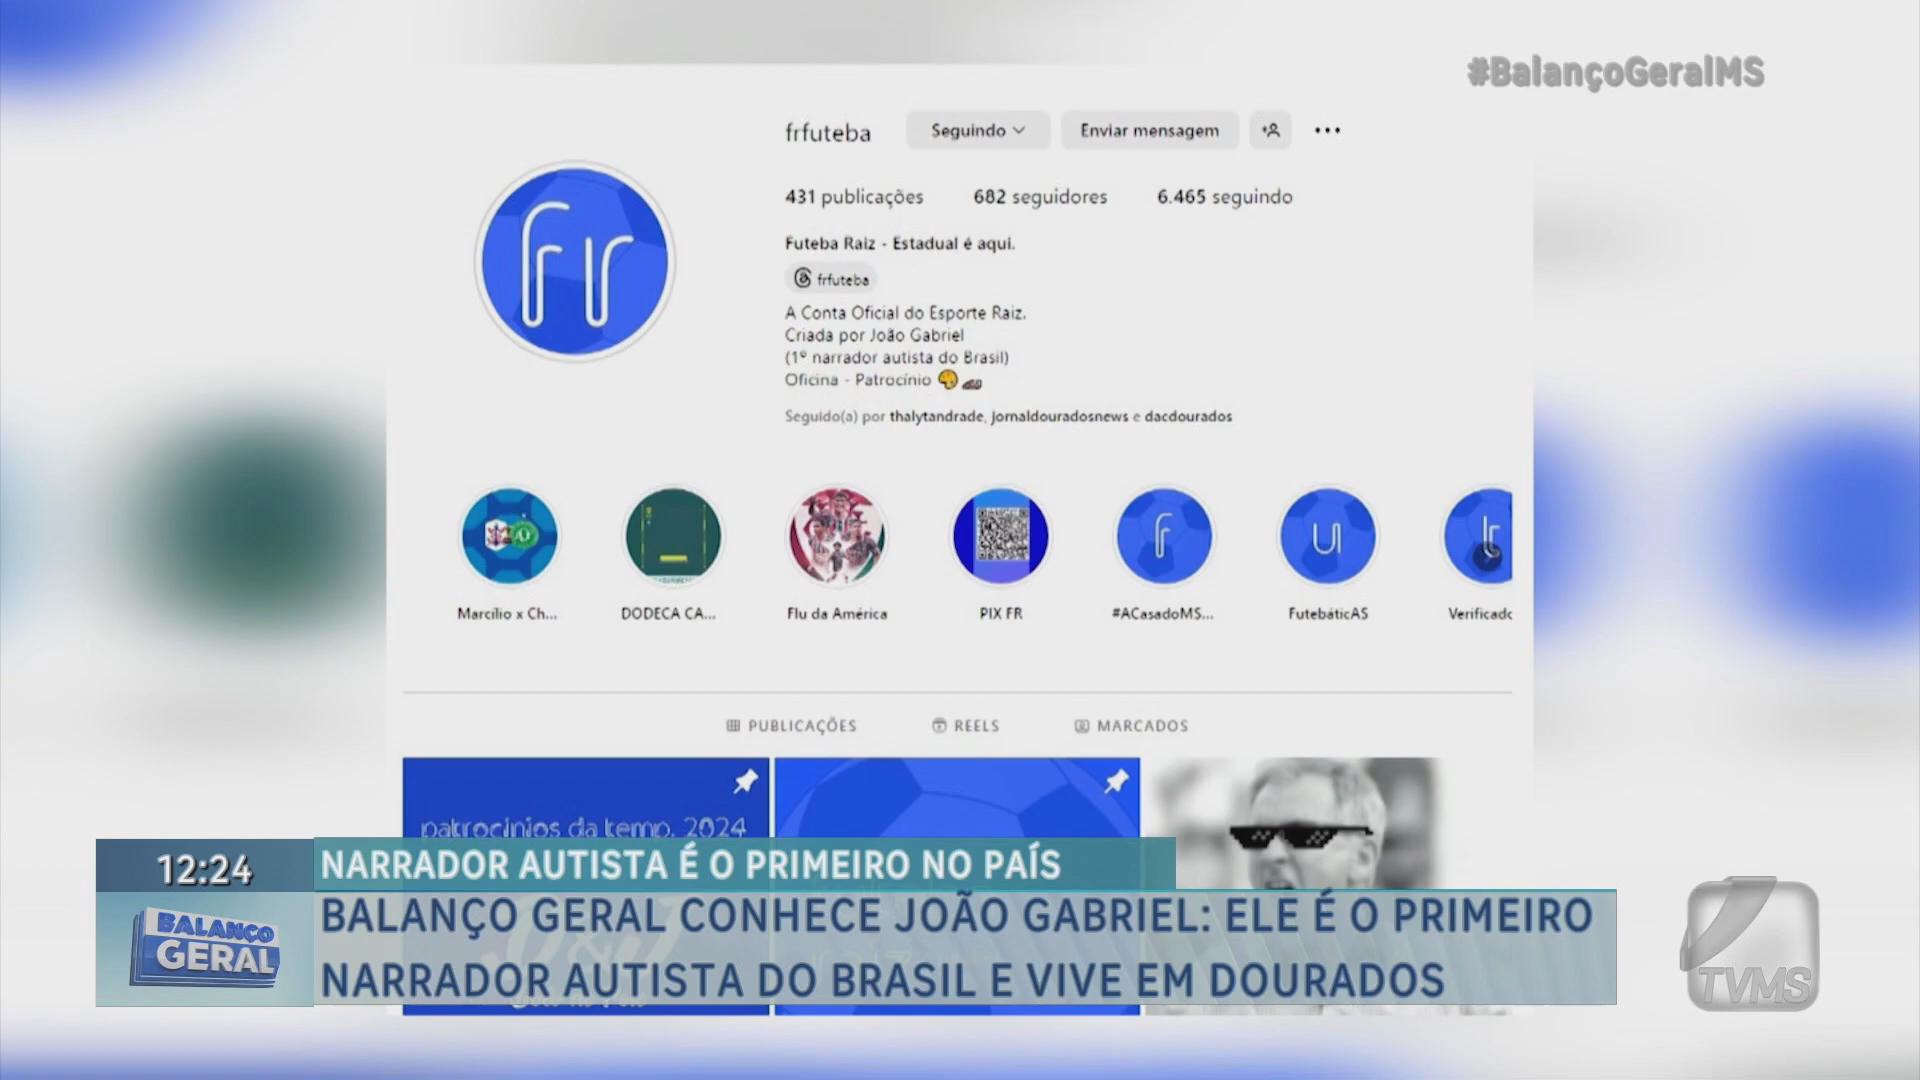 #BalançoGeralMS
frfuteba
Seguindo
Enviar mensagem
431 publicações
682 seguidores
6.465 seguindo
Futeba Raiz - Estadual é aqui.
frfuteba
A Conta Oficial do Esporte Raiz.
Criada por João Gabriel
(1º narrador autista do Brasil)
Oficina - Patrocínio
Seguido(a) por thalytandrade, jornaldouradosnews e dacdourados
fr
f
u
Marcílio x Ch...
DODECA CA...
Flu da América
PIX FR
#ACasadoMS...
FutebáticAS
Verificado
PUBLICAÇÕES
REELS
MARCADOS
patrocinios da temp. 2024
12:24
NARRADOR AUTISTA É O PRIMEIRO NO PAÍS
BALANÇO GERAL
BALANÇO GERAL CONHECE JOÃO GABRIEL: ELE É O PRIMEIRO
NARRADOR AUTISTA DO BRASIL E VIVE EM DOURADOS
TVMS